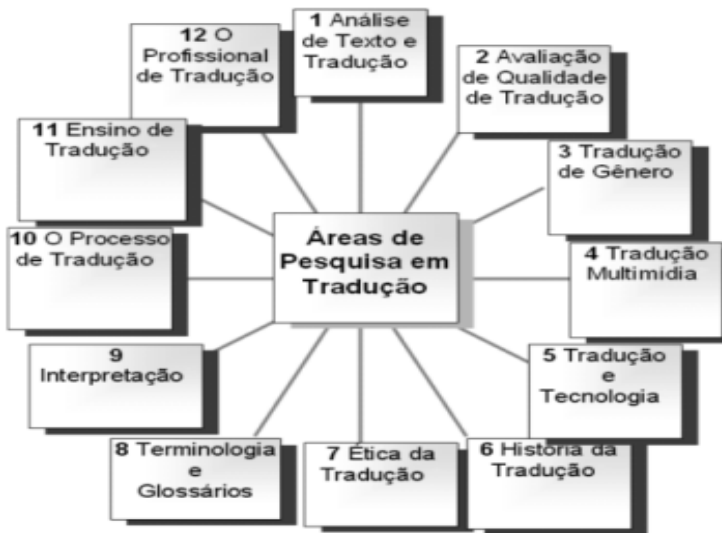 1 Análise
de Texto e
Tradução
2 Avaliação
de Qualidade
de Tradução
3 Tradução
de Gênero
4 Tradução
Multimídia
5 Tradução
e
Tecnologia
6 História da
Tradução
7 Ética da
Tradução
8 Terminologia
e
Glossários
9
Interpretação
10 O Processo
de Tradução
11 Ensino de
Tradução
12 O
Profissional
de Tradução
Áreas de
Pesquisa em
Tradução